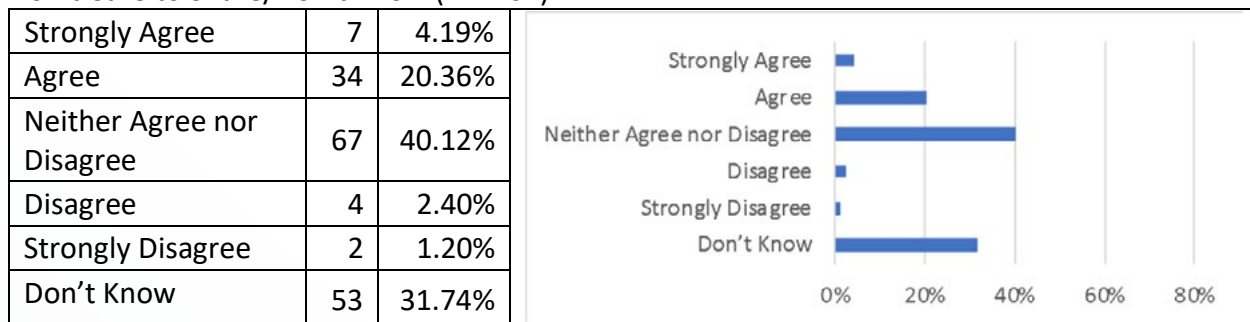 Strongly Agree 7 4.19%
Agree 34 20.36%
Neither Agree nor
Disagree 67 40.12%
Disagree 4 2.40%
Strongly Disagree 2 1.20%
Don't Know 53 31.74%
Strongly Agree
Agree
Neither Agree nor Disagree
Disagree
Strongly Disagree
Don't Know
0% 20% 40% 60% 80%